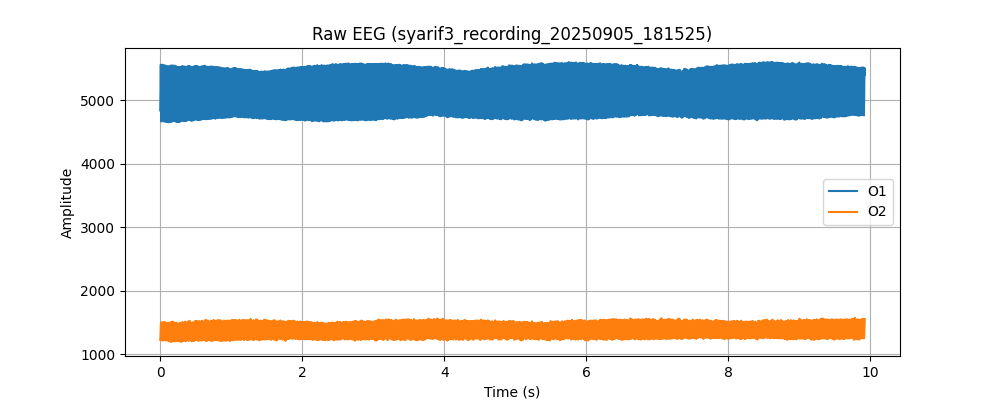 Raw EEG (syarif3_recording_20250905_181525)
5000
4000
3000
2000
1000
Amplitude
O1
O2
0
2
4
6
8
10
Time (s)